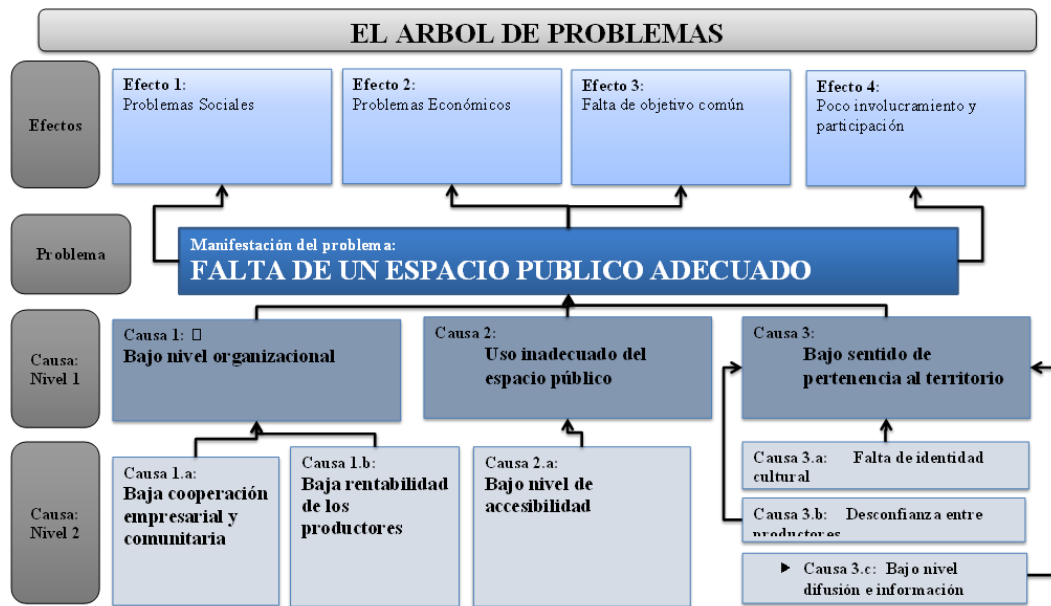 EL ARBOL DE PROBLEMAS
Efectos
Efecto 1:
Problemas Sociales
Efecto 2:
Problemas Económicos
Efecto 3:
Falta de objetivo común
Efecto 4:
Poco involucramiento y
participación
Problema
Manifestación del problema:
FALTA DE UN ESPACIO PUBLICO ADECUADO
Causa:
Nivel 1
Causa 1: □
Bajo nivel organizacional
Causa 2:
Uso inadecuado del
espacio público
Causa 3:
Bajo sentido de
pertenencia al territorio
Causa:
Nivel 2
Causa 1.a:
Baja cooperación
empresarial y
comunitaria
Causa 1.b:
Baja rentabilidad
de los
productores
Causa 2.a:
Bajo nivel de
accesibilidad
Causa 3.a: Falta de identidad
cultural
Causa 3.b: Desconfianza entre
productores
► Causa 3.c: Bajo nivel
difusión e información